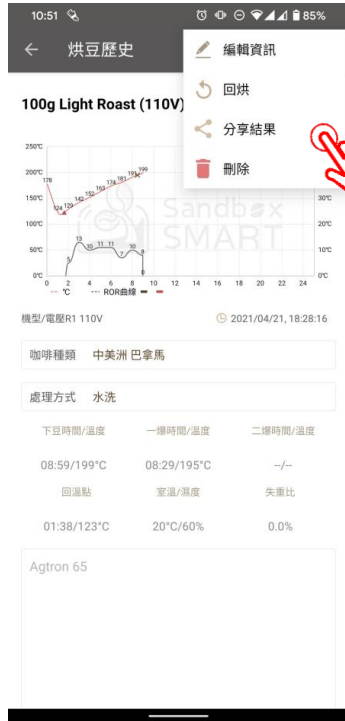 10:51
85%
烘豆歷史
編輯資訊
回烘
分享結果
刪除
100g Light Roast (110V)
250℃
200℃
150℃
100℃
50℃
0℃
30℃
20℃
10℃
0℃
178
124
129
142
152
163
174
181
191
199
5
13
10
11
11
7
10
9
0
Sandbox
SMART
0 2 4 6 8 10 12 14 16 18 20 22 24
-- ℃ --- ROR曲線
機型/電壓R1 110V
2021/04/21, 18:28:16
咖啡種類 中美洲 巴拿馬
處理方式 水洗
下豆時間/溫度 一爆時間/溫度 二爆時間/溫度
08:59/199°C 08:29/195°C --/--
回溫點 室溫/濕度 失重比
01:38/123°C 20°C/60% 0.0%
Agtron 65